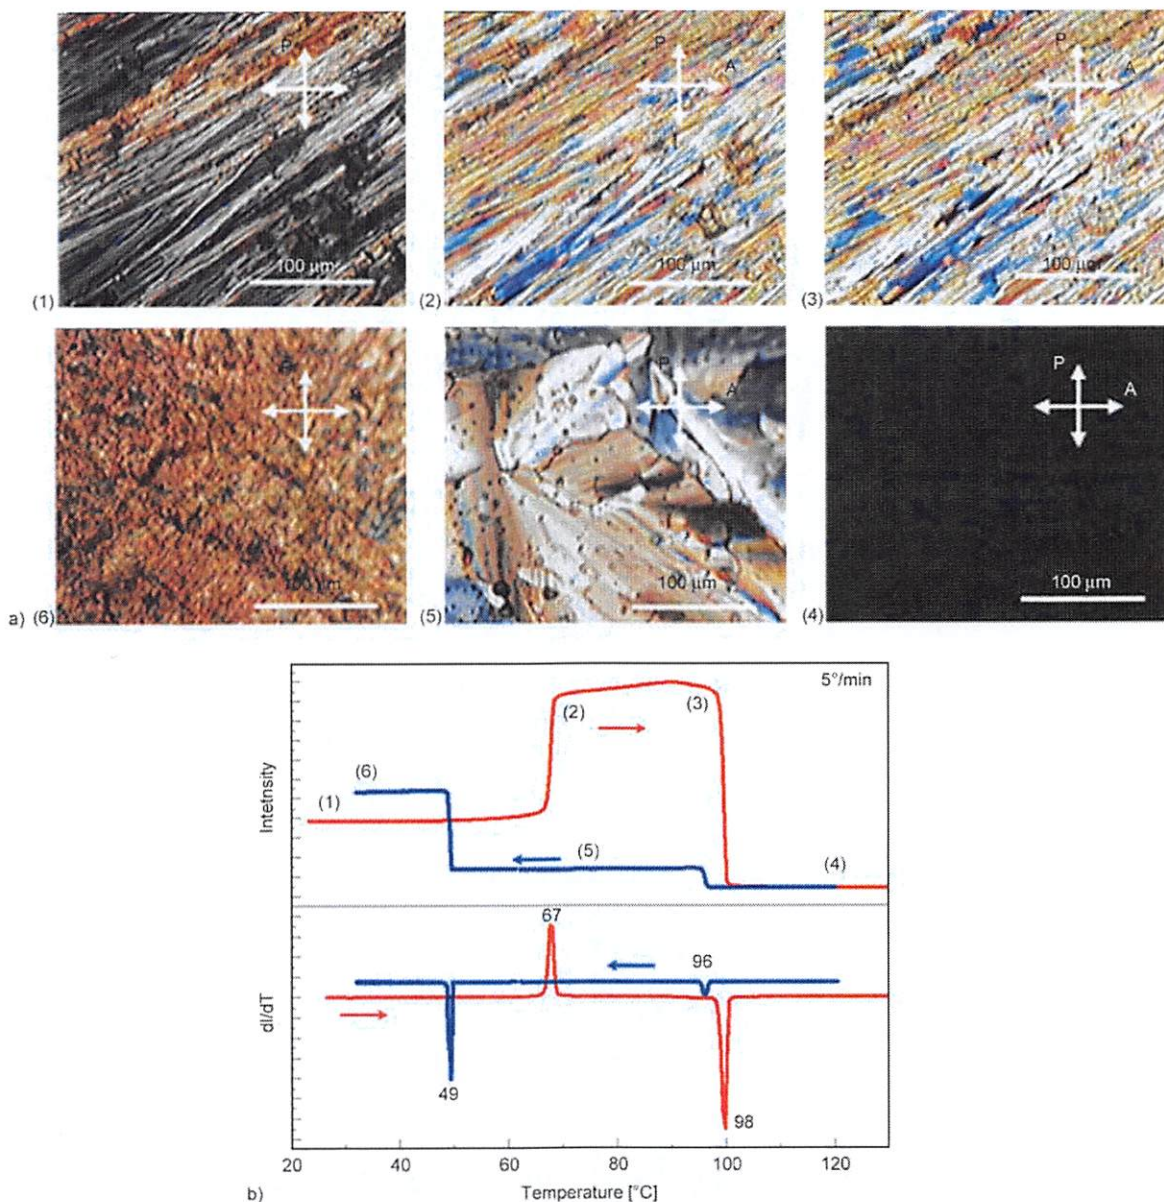 P
A
100 μm
(1)
P
A
100 μm
(2)
P
A
100 μm
(3)
P
A
100 μm
a) (6)
P
A
100 μm
(5)
P
A
100 μm
(4)
5°/min
(2)
(3)
(6)
(1)
(5)
(4)
Intetnsity
67
96
dI/dT
49
98
20 40 60 80 100 120
b)
Temperature [°C]